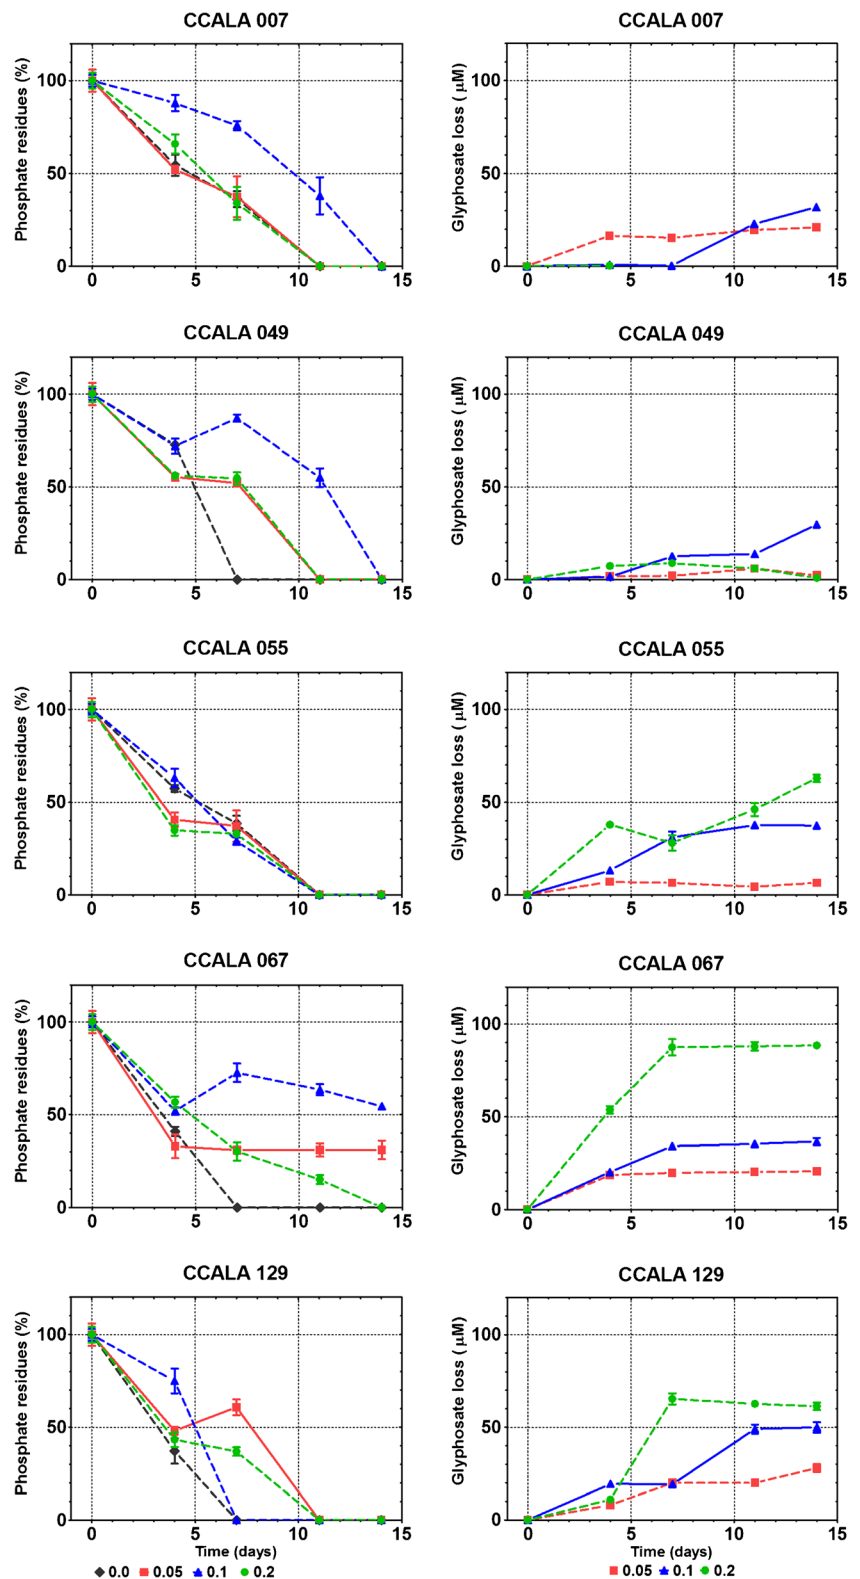 CCALA 007
CCALA 007
Phosphate residues (%)
100
50
0
0 5 10 15
Glyphosate loss ( µM)
100
50
0
0 5 10 15
CCALA 049
CCALA 049
Phosphate residues (%)
100
50
0
0 5 10 15
Glyphosate loss ( µM)
100
50
0
0 5 10 15
CCALA 055
CCALA 055
Phosphate residues (%)
100
50
0
0 5 10 15
Glyphosate loss ( µM)
100
50
0
0 5 10 15
CCALA 067
CCALA 067
Phosphate residues (%)
100
50
0
0 5 10 15
Glyphosate loss ( µM)
100
50
0
0 5 10 15
CCALA 129
CCALA 129
Phosphate residues (%)
100
50
0
0 5 10 15
Time (days)
0.0 0.05 0.1 0.2
Glyphosate loss ( µM)
100
50
0
0 5 10 15
Time (days)
0.05 0.1 0.2